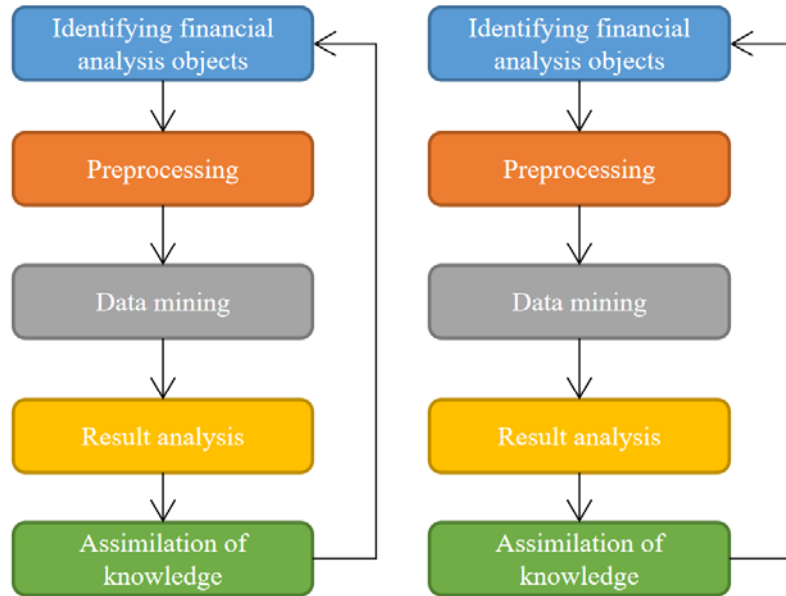 Identifying financial
analysis objects
Preprocessing
Data mining
Result analysis
Assimilation of
knowledge
Identifying financial
analysis objects
Preprocessing
Data mining
Result analysis
Assimilation of
knowledge